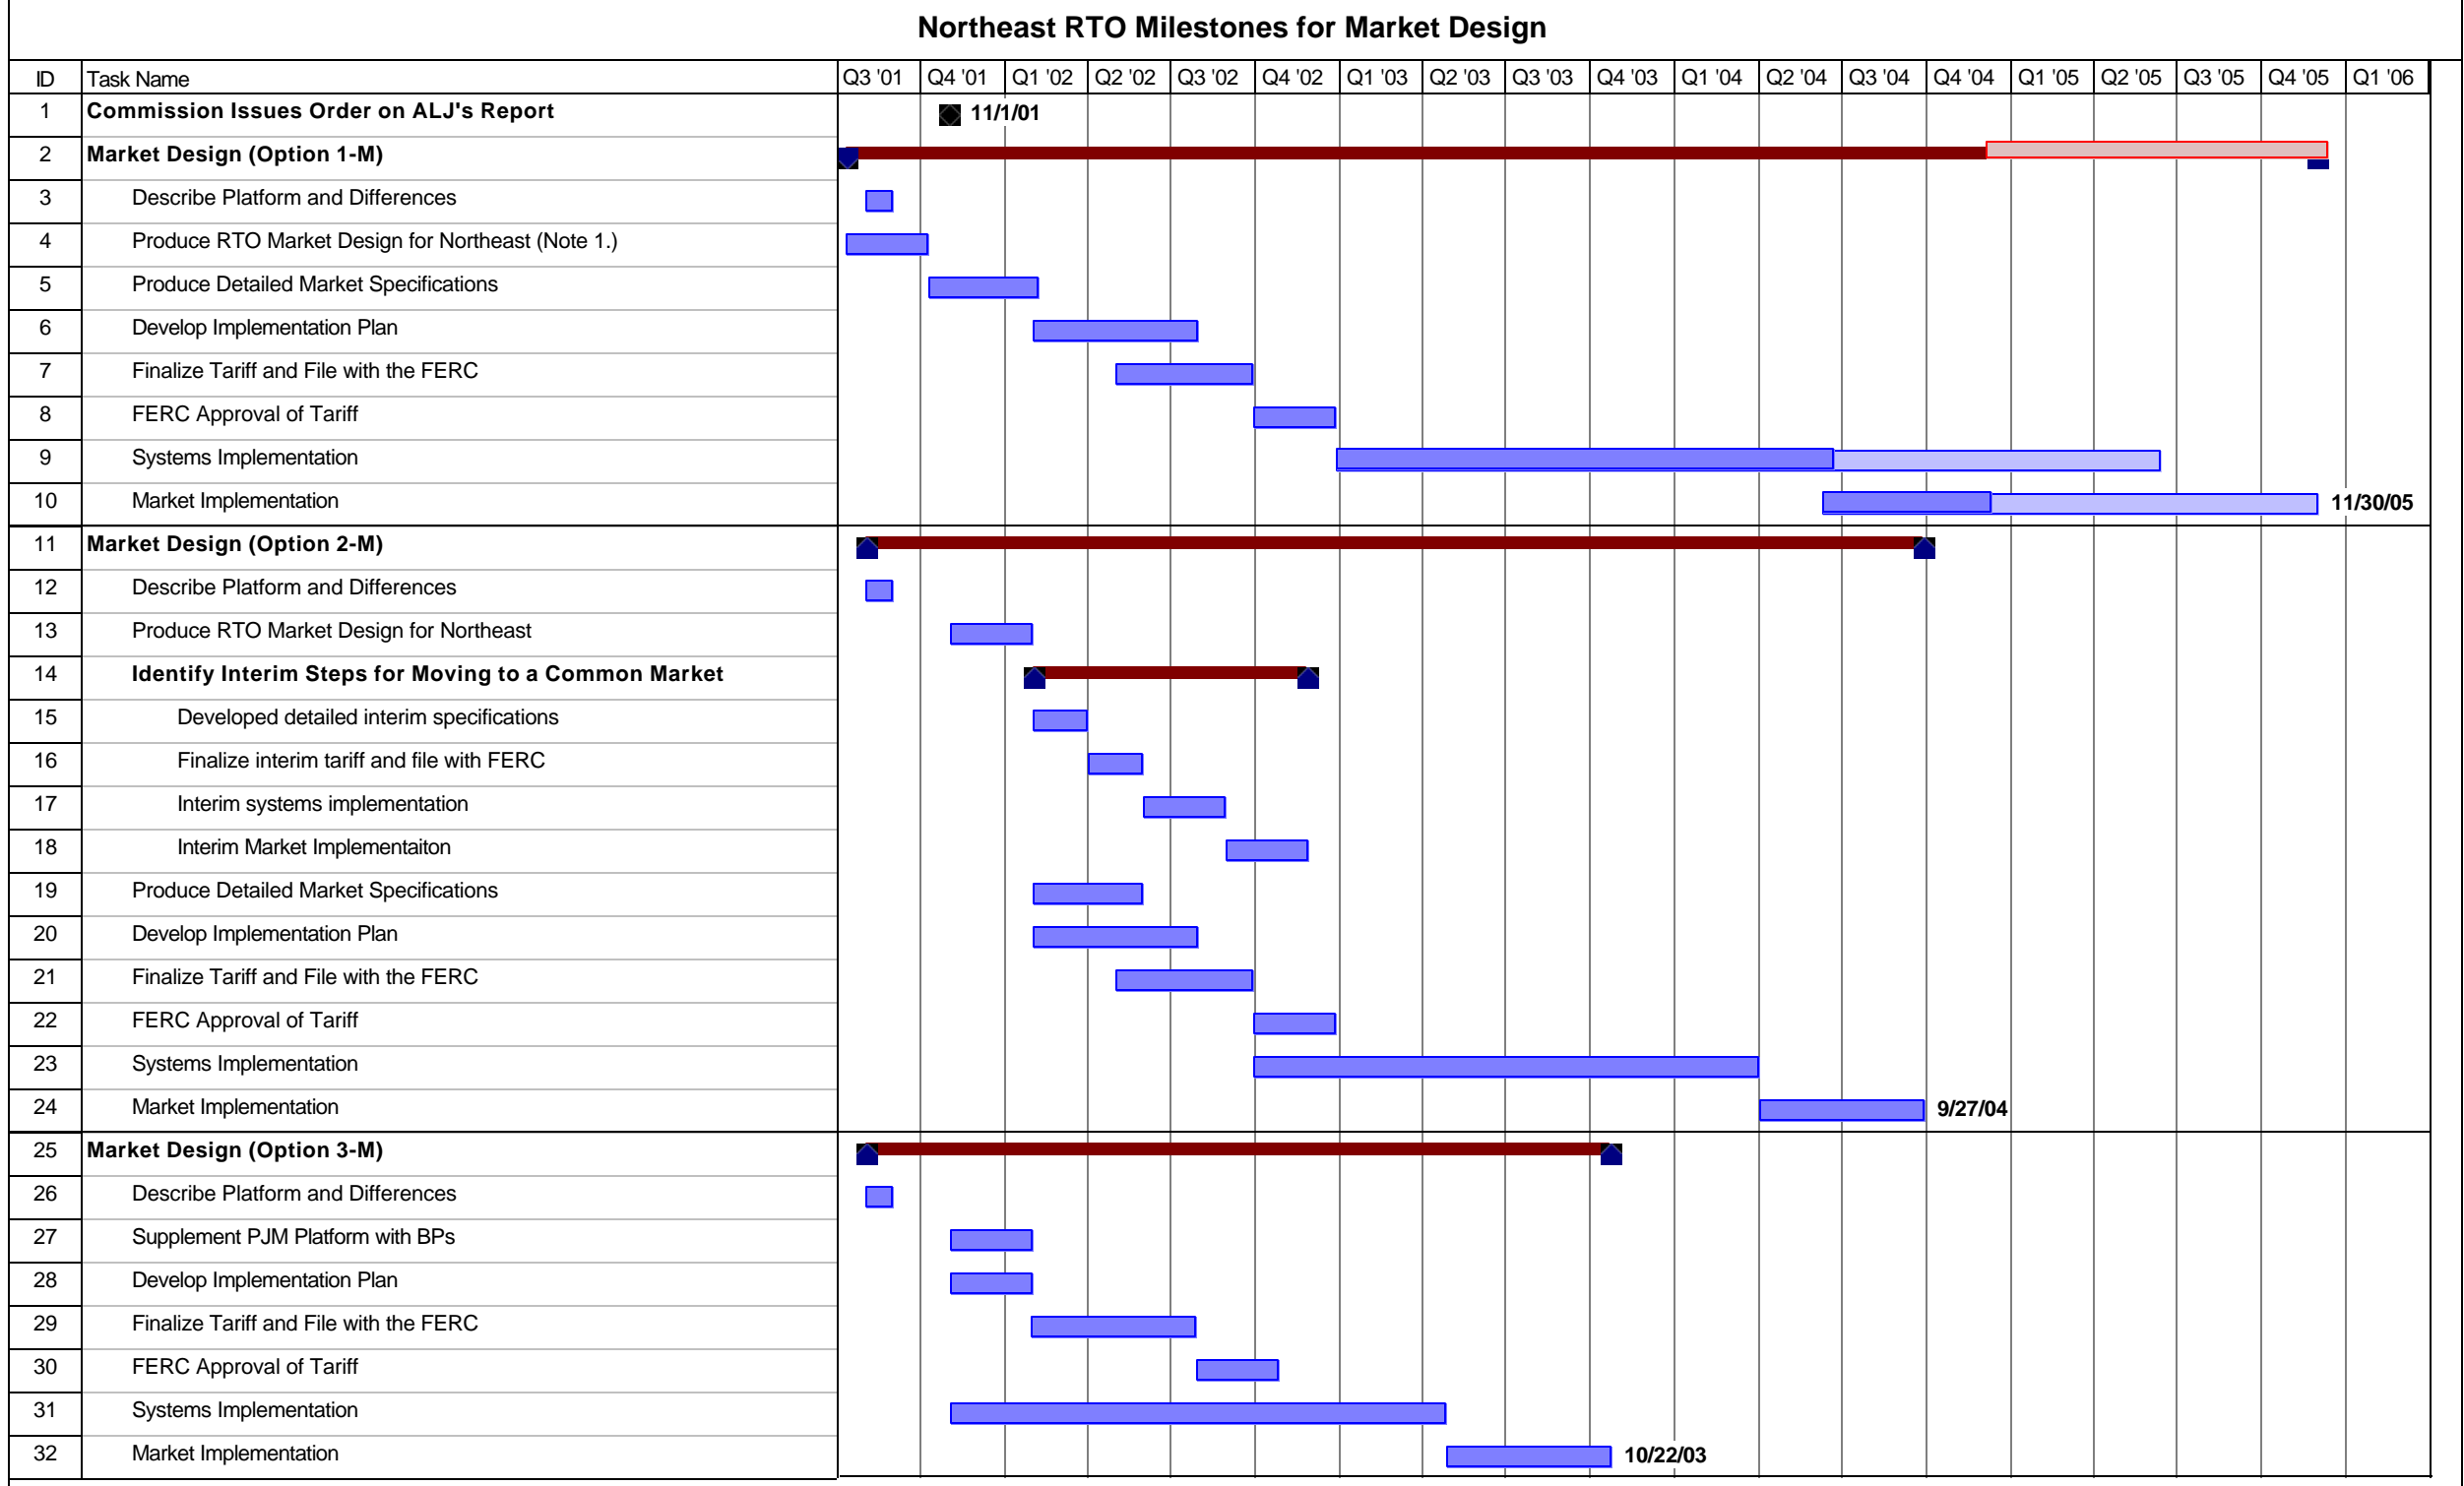 Northeast RTO Milestones for Market Design
ID Task Name Q3 '01 Q4 '01 Q1 '02 Q2 '02 Q3 '02 Q4 '02 Q1 '03 Q2 '03 Q3 '03 Q4 '03 Q1 '04 Q2 '04 Q3 '04 Q4 '04 Q1 '05 Q2 '05 Q3 '05 Q4 '05 Q1 '06
1 Commission Issues Order on ALJ's Report 11/1/01
2 Market Design (Option 1-M)
3 Describe Platform and Differences
4 Produce RTO Market Design for Northeast (Note 1.)
5 Produce Detailed Market Specifications
6 Develop Implementation Plan
7 Finalize Tariff and File with the FERC
8 FERC Approval of Tariff
9 Systems Implementation
10 Market Implementation 11/30/05
11 Market Design (Option 2-M)
12 Describe Platform and Differences
13 Produce RTO Market Design for Northeast
14 Identify Interim Steps for Moving to a Common Market
15 Developed detailed interim specifications
16 Finalize interim tariff and file with FERC
17 Interim systems implementation
18 Interim Market Implementaiton
19 Produce Detailed Market Specifications
20 Develop Implementation Plan
21 Finalize Tariff and File with the FERC
22 FERC Approval of Tariff
23 Systems Implementation
24 Market Implementation 9/27/04
25 Market Design (Option 3-M)
26 Describe Platform and Differences
27 Supplement PJM Platform with BPs
28 Develop Implementation Plan
29 Finalize Tariff and File with the FERC
30 FERC Approval of Tariff
31 Systems Implementation
32 Market Implementation 10/22/03